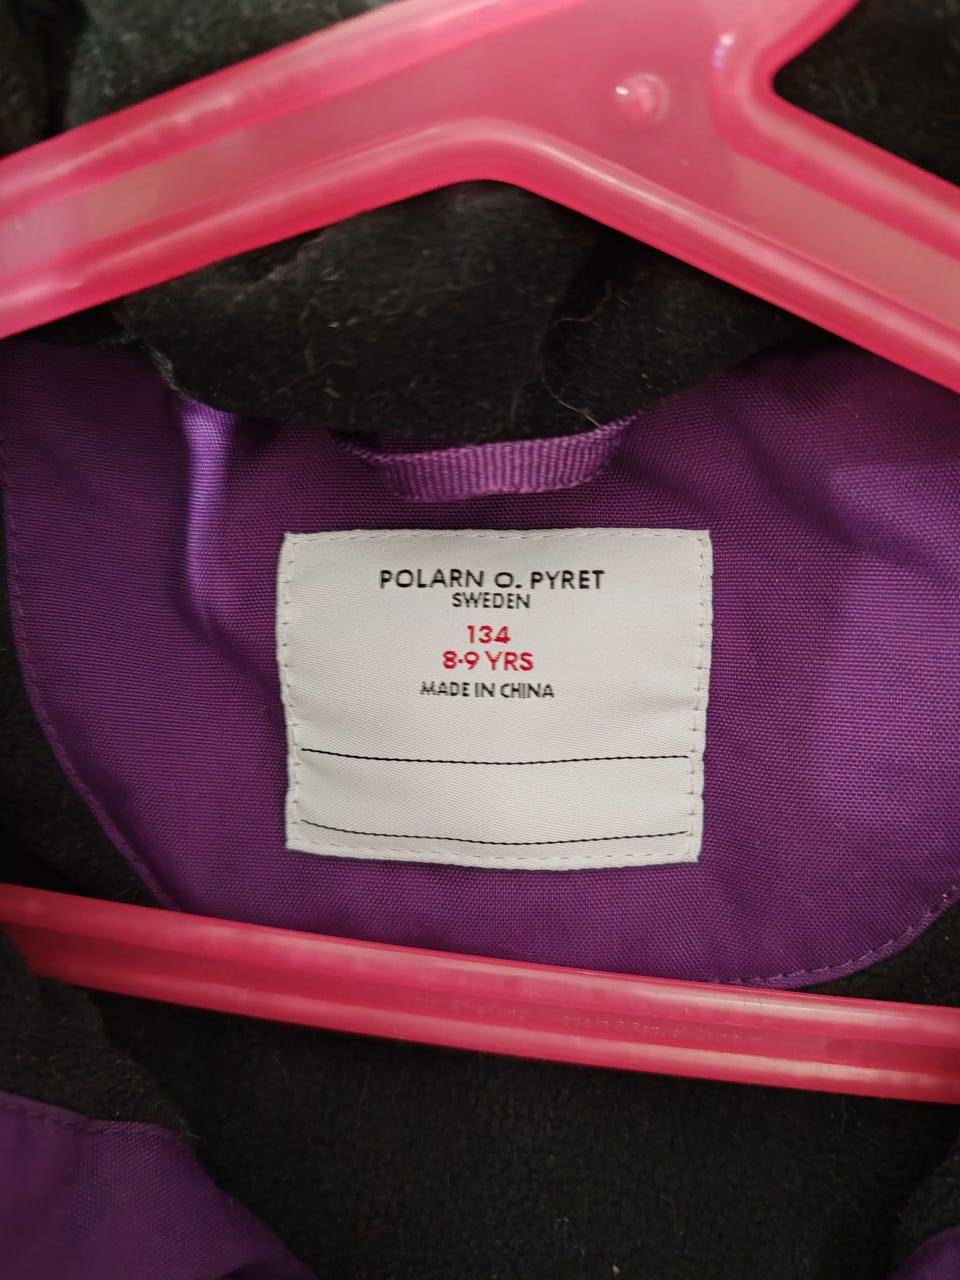 POLARN O. PYRET
SWEDEN
134
8-9 YRS
MADE IN CHINA